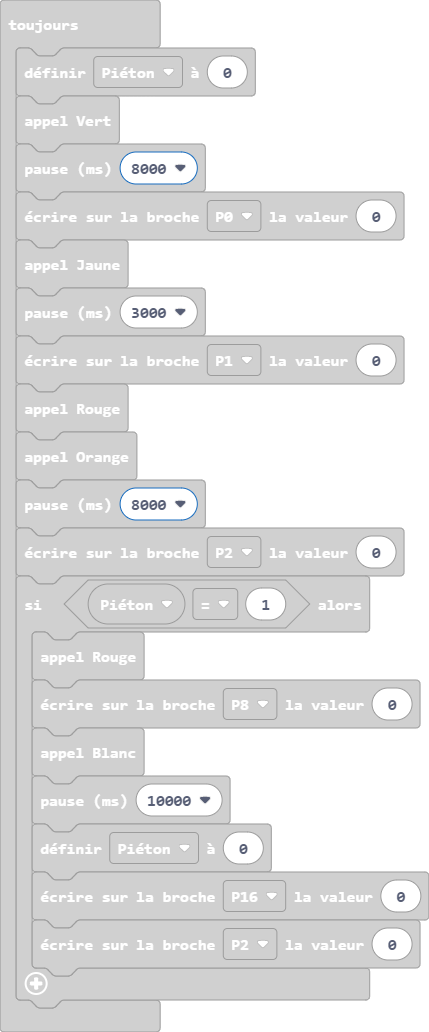 toujours
définir Piéton à 0
appel Vert
pause (ms) 8000
écrire sur la broche P0 la valeur 0
appel Jaune
pause (ms) 3000
écrire sur la broche P1 la valeur 0
appel Rouge
appel Orange
pause (ms) 8000
écrire sur la broche P2 la valeur 0
si Piéton = 1 alors
appel Rouge
écrire sur la broche P8 la valeur 0
appel Blanc
pause (ms) 10000
définir Piéton à 0
écrire sur la broche P16 la valeur 0
écrire sur la broche P2 la valeur 0